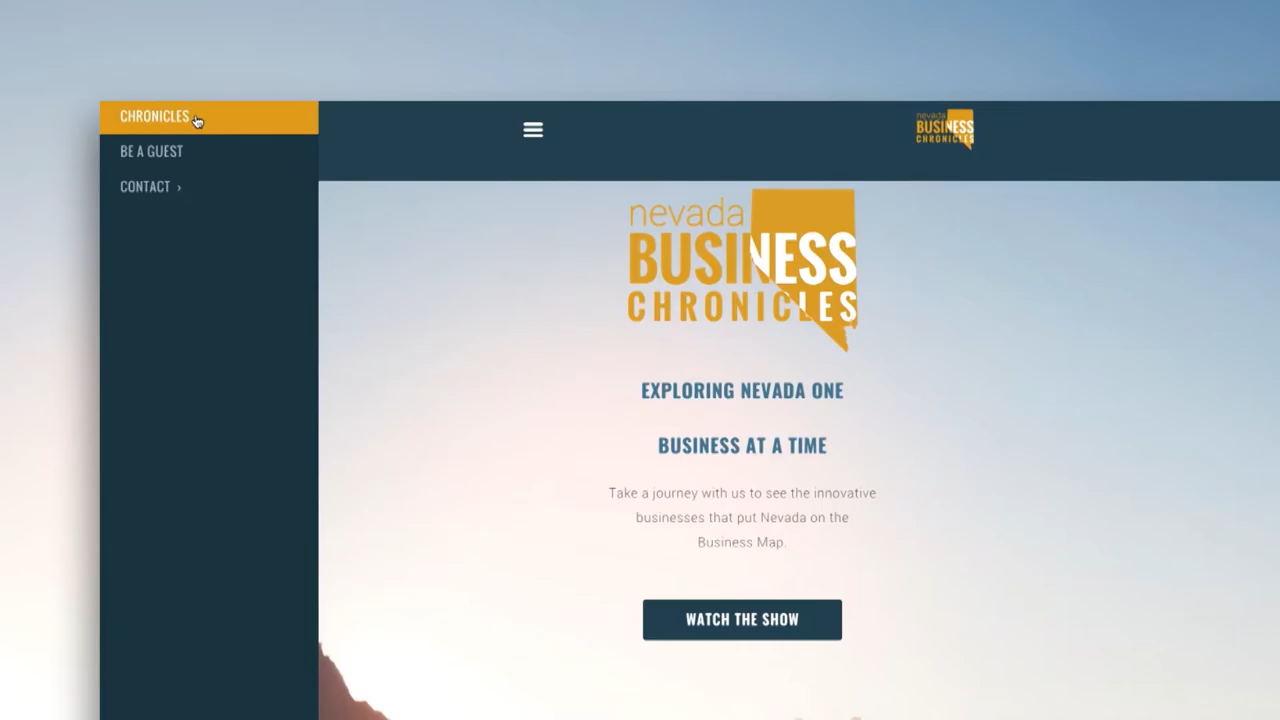 CHRONICLES
BE A GUEST
CONTACT ›
nevada
BUSINESS
CHRONICLES
nevada
BUSINESS
CHRONICLES
EXPLORING NEVADA ONE
BUSINESS AT A TIME
Take a journey with us to see the innovative
businesses that put Nevada on the
Business Map.
WATCH THE SHOW